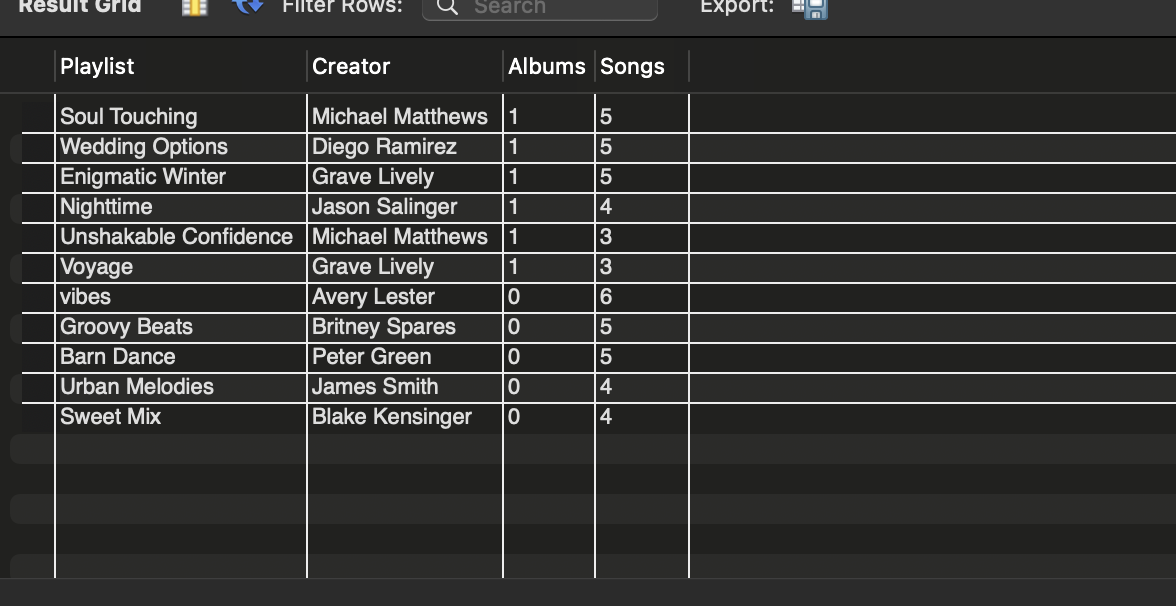 Result Grid Filter Rows: Search Export:
Playlist Creator Albums Songs
Soul Touching Michael Matthews 1 5
Wedding Options Diego Ramirez 1 5
Enigmatic Winter Grave Lively 1 5
Nighttime Jason Salinger 1 4
Unshakable Confidence Michael Matthews 1 3
Voyage Grave Lively 1 3
vibes Avery Lester 0 6
Groovy Beats Britney Spares 0 5
Barn Dance Peter Green 0 5
Urban Melodies James Smith 0 4
Sweet Mix Blake Kensinger 0 4